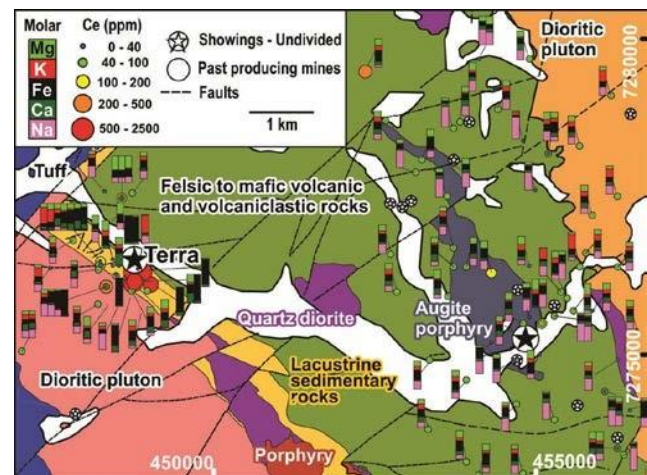 Molar
Mg
K
Fe
Ca
Na
Ce (ppm)
0 - 40
40 - 100
100 - 200
200 - 500
500 - 2500
Showings - Undivided
Past producing mines
Faults
1 km
Dioritic
pluton
7280000
Tuff
Felsic to mafic volcanic
and volcaniclastic rocks
Terra
Quartz diorite
Augite
porphyry
Lacustrine
sedimentary
rocks
Dioritic pluton
7275000
Porphyry
450000
455000